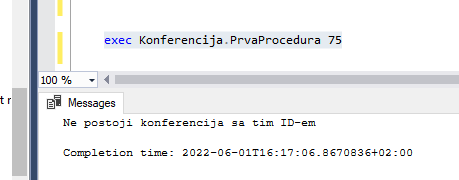 exec Konferencija.PrvaProcedura 75
100 %
Messages
Ne postoji konferencija sa tim ID-em
Completion time: 2022-06-01T16:17:06.8670836+02:00